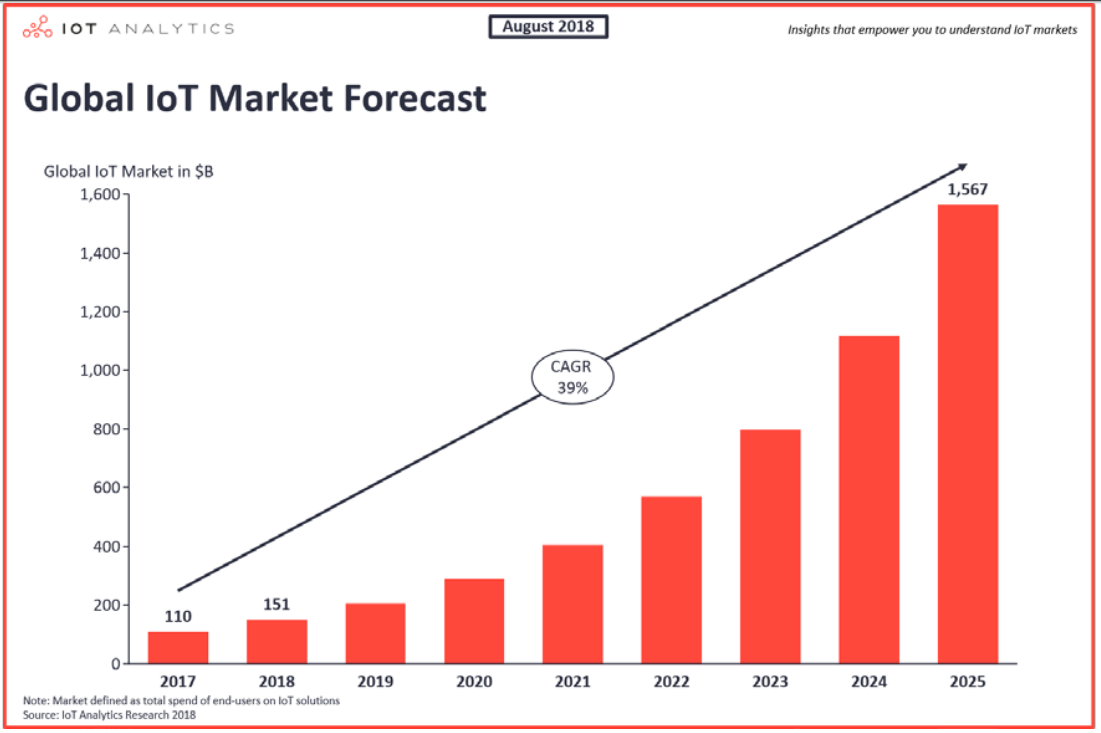 IOT ANALYTICS
August 2018
Insights that empower you to understand IoT markets
Global IoT Market Forecast
Global IoT Market in $B
1,600
1,400
1,200
1,000
800
600
400
200
0
CAGR
39%
110
151
1,567
2017 2018 2019 2020 2021 2022 2023 2024 2025
Note: Market defined as total spend of end-users on IoT solutions
Source: IoT Analytics Research 2018